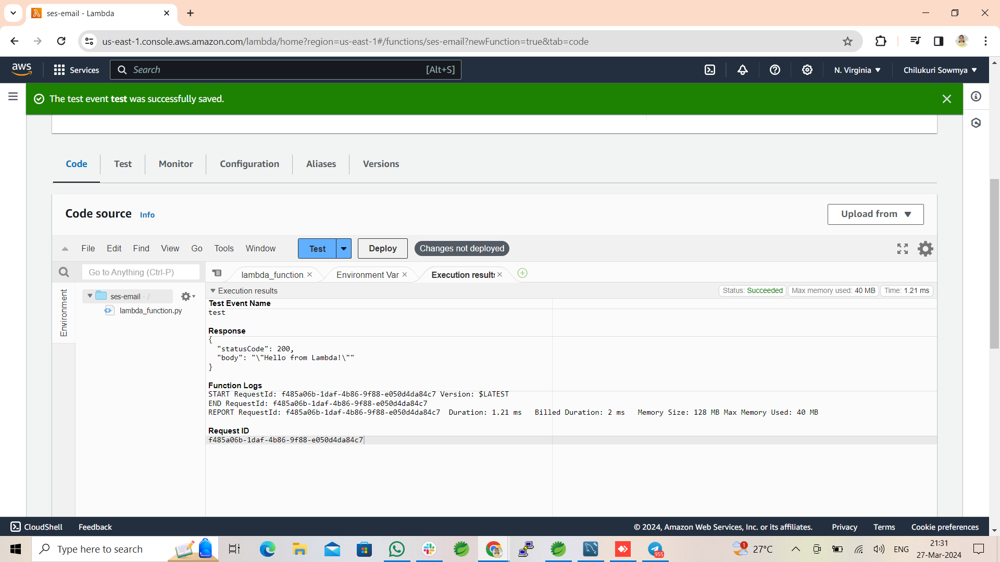 ses-email - Lambda
us-east-1.console.aws.amazon.com/lambda/home?region=us-east-1#/functions/ses-email?newFunction=true&tab=code
aws
Services
Search
[Alt+S]
N. Virginia
Chilukuri Sowmya
The test event test was successfully saved.
Code
Test
Monitor
Configuration
Aliases
Versions
Code source
Info
Upload from
File
Edit
Find
View
Go
Tools
Window
Test
Deploy
Changes not deployed
Go to Anything (Ctrl-P)
lambda_function.
Environment Var
Execution results
Environment
ses-email - /
lambda_function.py
Execution results
Status: Succeeded
Max memory used: 40 MB
Time: 1.21 ms
Test Event Name
test
Response
{
"statusCode": 200,
"body": "\"Hello from Lambda!\""
}
Function Logs
START RequestId: f485a06b-1daf-4b86-9f88-e050d4da84c7 Version: $LATEST
END RequestId: f485a06b-1daf-4b86-9f88-e050d4da84c7
REPORT RequestId: f485a06b-1daf-4b86-9f88-e050d4da84c7 Duration: 1.21 ms Billed Duration: 2 ms Memory Size: 128 MB Max Memory Used: 40 MB
Request ID
f485a06b-1daf-4b86-9f88-e050d4da84c7
CloudShell
Feedback
© 2024, Amazon Web Services, Inc. or its affiliates.
Privacy
Terms
Cookie preferences
Type here to search
955
1
27°C
ENG
21:31
27-Mar-2024